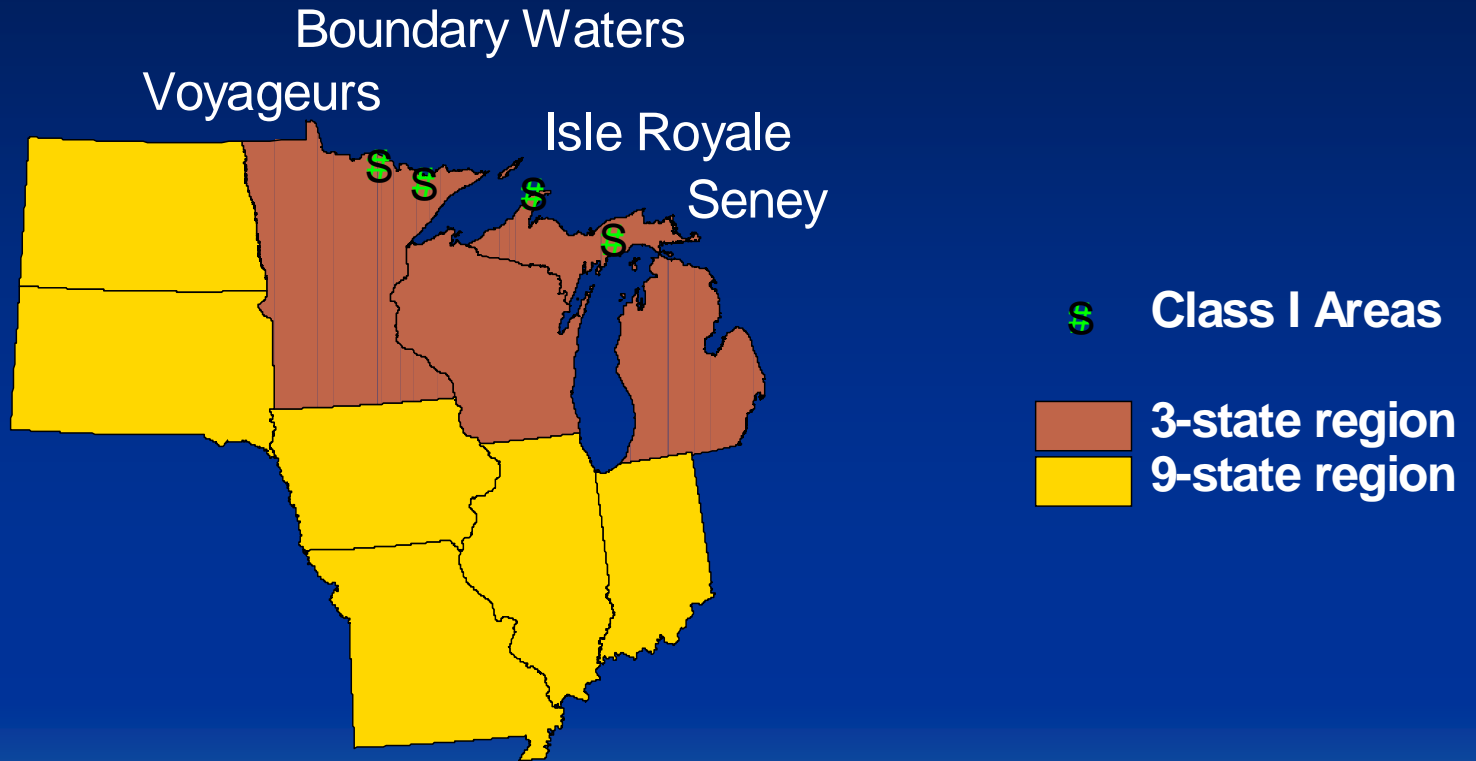 Boundary Waters
Voyageurs
Isle Royale
Seney
$ $ $ $
$ Class I Areas
3-state region
9-state region